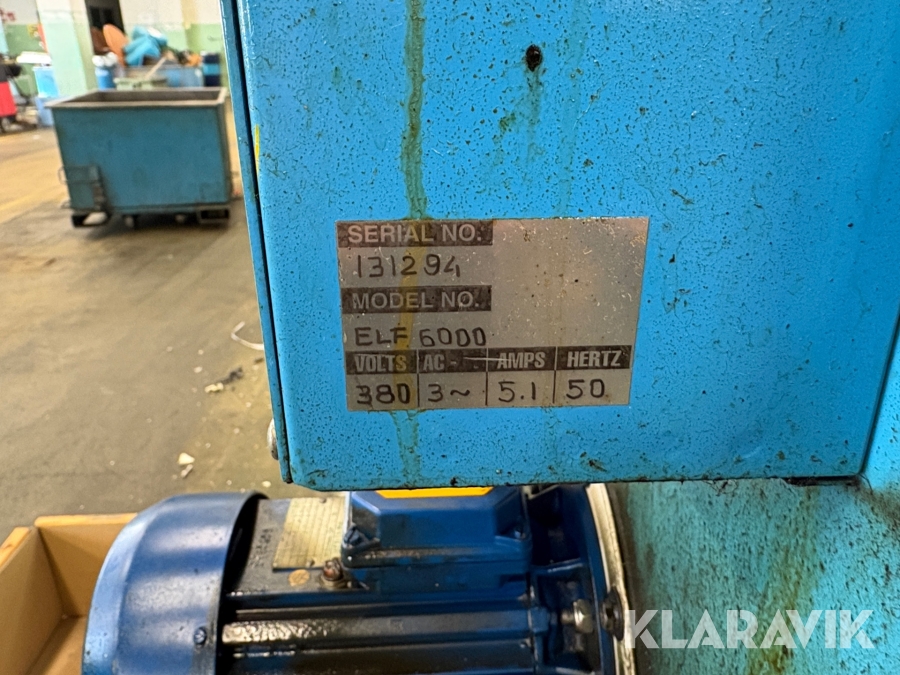 SERIAL NO.
131294
MODEL NO.
ELF 6000
VOLTS AC - AMPS HERTZ
380 3~ 5.1 50
KLARAVIK